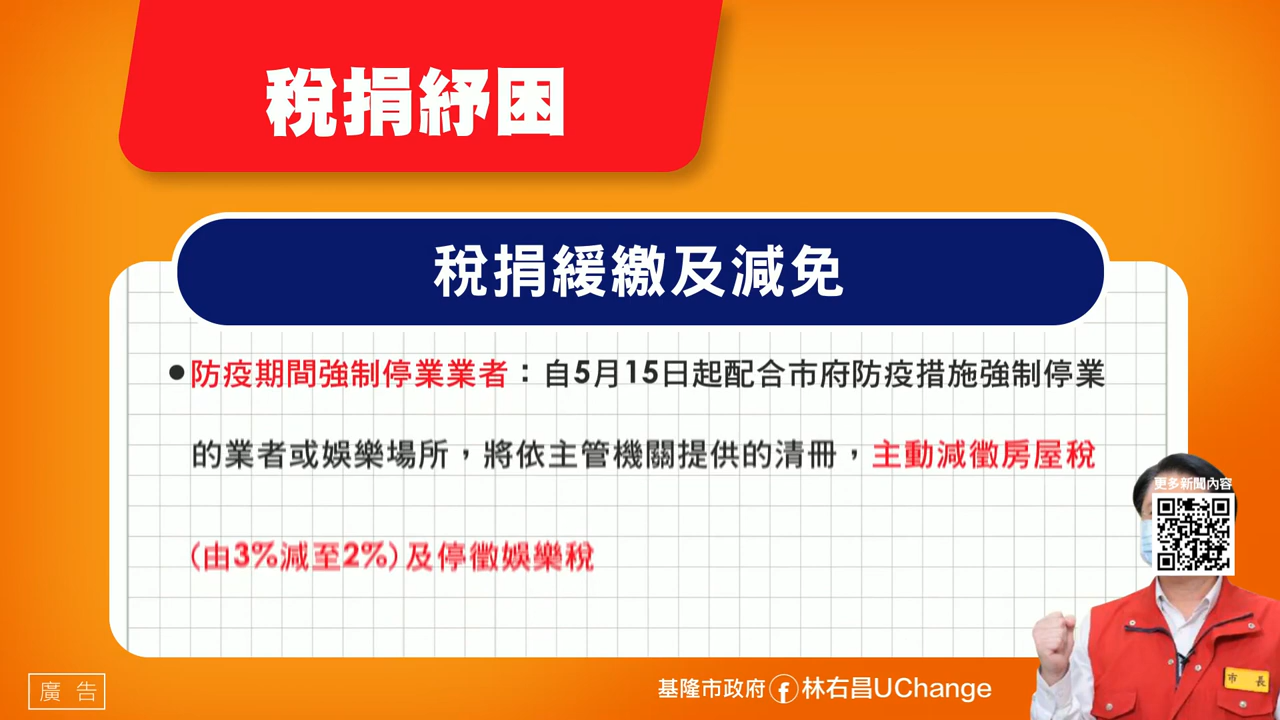 稅捐紓困
稅捐緩繳及減免
●防疫期間強制停業業者：自5月15日起配合市府防疫措施強制停業
的業者或娛樂場所，將依主管機關提供的清冊，主動減徵房屋稅
(由3%減至2%)及停徵娛樂稅
更多新聞內容
市 長
廣告
基隆市政府 f 林右昌UChange